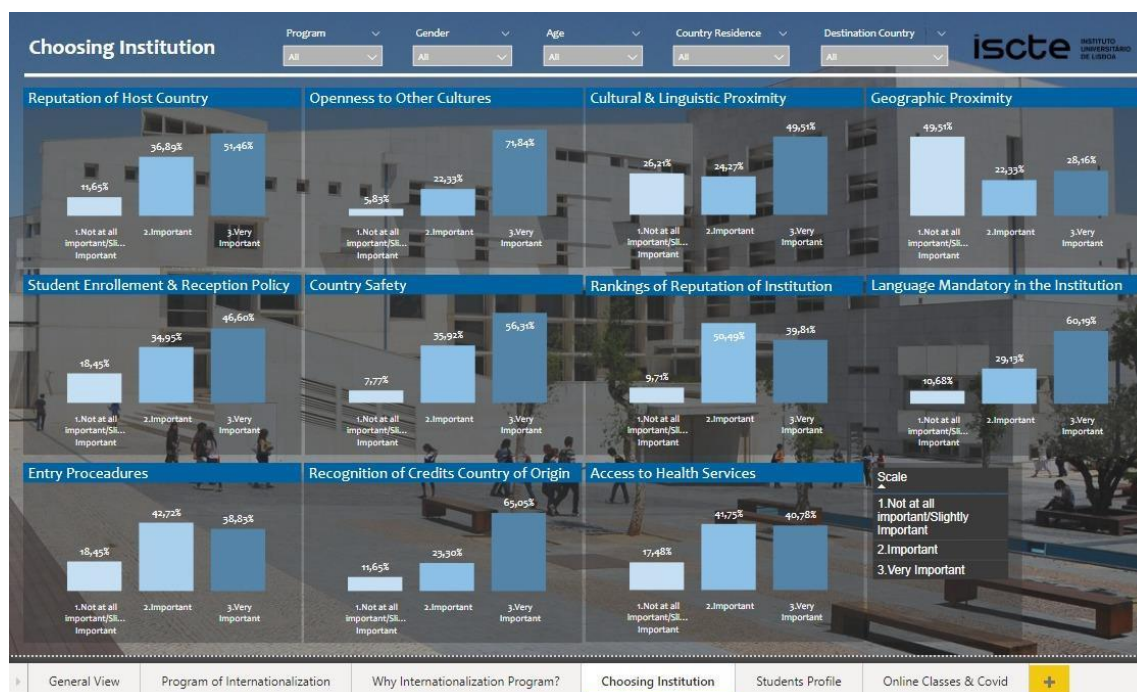 Choosing Institution
Program
All
Gender
All
Age
All
Country Residence
All
Destination Country
All
iscte
INSTITUTO
UNIVERSITÁRIO
DE LISBOA
Reputation of Host Country
11,65%
36,89%
51,46%
1.Not at all
important/Sli...
Important
2.Important
3.Very
Important
Openness to Other Cultures
5,83%
22,33%
71,84%
1.Not at all
important/Sli...
Important
2.Important
3.Very
Important
Cultural & Linguistic Proximity
26,21%
24,27%
49,51%
1.Not at all
important/Sli...
Important
2.Important
3.Very
Important
Geographic Proximity
49,51%
22,33%
28,16%
1.Not at all
important/Sli...
Important
2.Important
3.Very
Important
Student Enrollement & Reception Policy
18,45%
34,95%
46,60%
1.Not at all
important/Sli...
Important
2.Important
3.Very
Important
Country Safety
7,77%
35,92%
56,31%
1.Not at all
important/Sli...
Important
2.Important
3.Very
Important
Rankings of Reputation of Institution
9,71%
50,49%
39,81%
1.Not at all
important/Sli...
Important
2.Important
3.Very
Important
Language Mandatory in the Institution
10,68%
29,13%
60,19%
1.Not at all
important/Sli...
Important
2.Important
3.Very
Important
Entry Proceadures
18,45%
42,72%
38,83%
1.Not at all
important/Sli...
Important
2.Important
3.Very
Important
Recognition of Credits Country of Origin
11,65%
23,30%
65,05%
1.Not at all
important/Sli...
Important
2.Important
3.Very
Important
Access to Health Services
17,48%
41,75%
40,78%
1.Not at all
important/Sli...
Important
2.Important
3.Very
Important
Scale
1.Not at all
important/Slightly
Important
2.Important
3.Very Important
General View
Program of Internationalization
Why Internationalization Program?
Choosing Institution
Students Profile
Online Classes & Covid
+